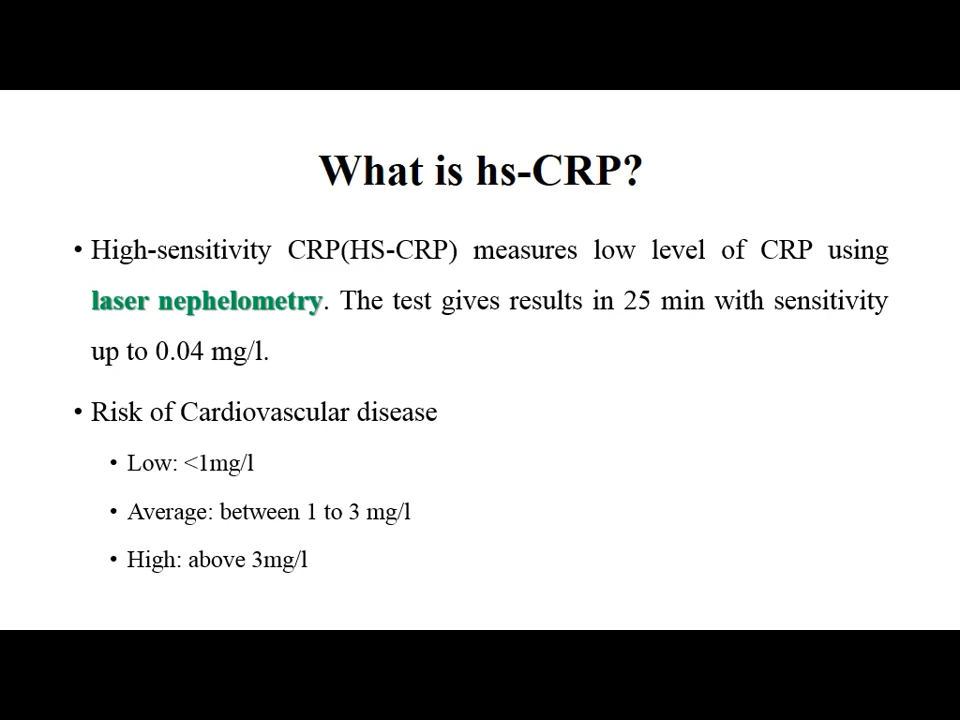 What is hs-CRP?
• High-sensitivity CRP(HS-CRP) measures low level of CRP using
laser nephelometry. The test gives results in 25 min with sensitivity
up to 0.04 mg/l.
• Risk of Cardiovascular disease
• Low: <1mg/l
• Average: between 1 to 3 mg/l
• High: above 3mg/l